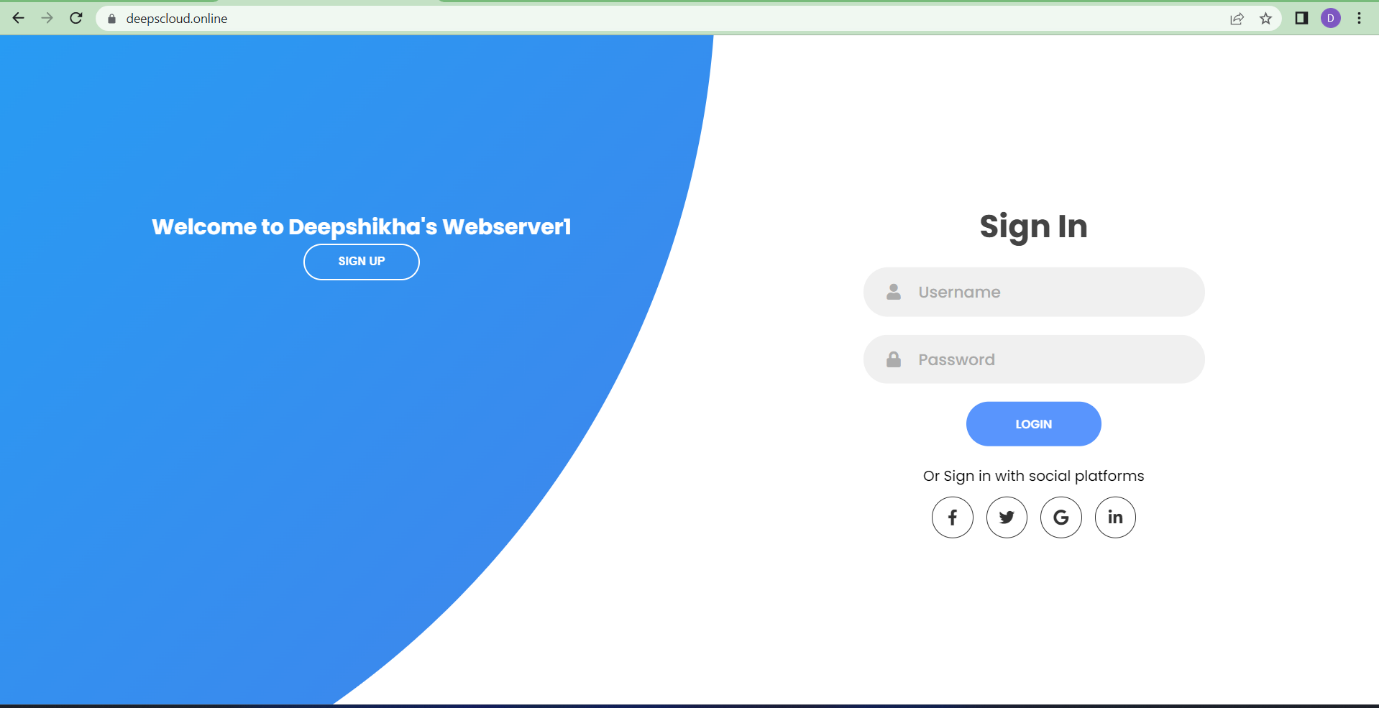 deepscloud.online
D
Welcome to Deepshikha's Webserver1
SIGN UP
Sign In
Username
Password
LOGIN
Or Sign in with social platforms
f
G
in